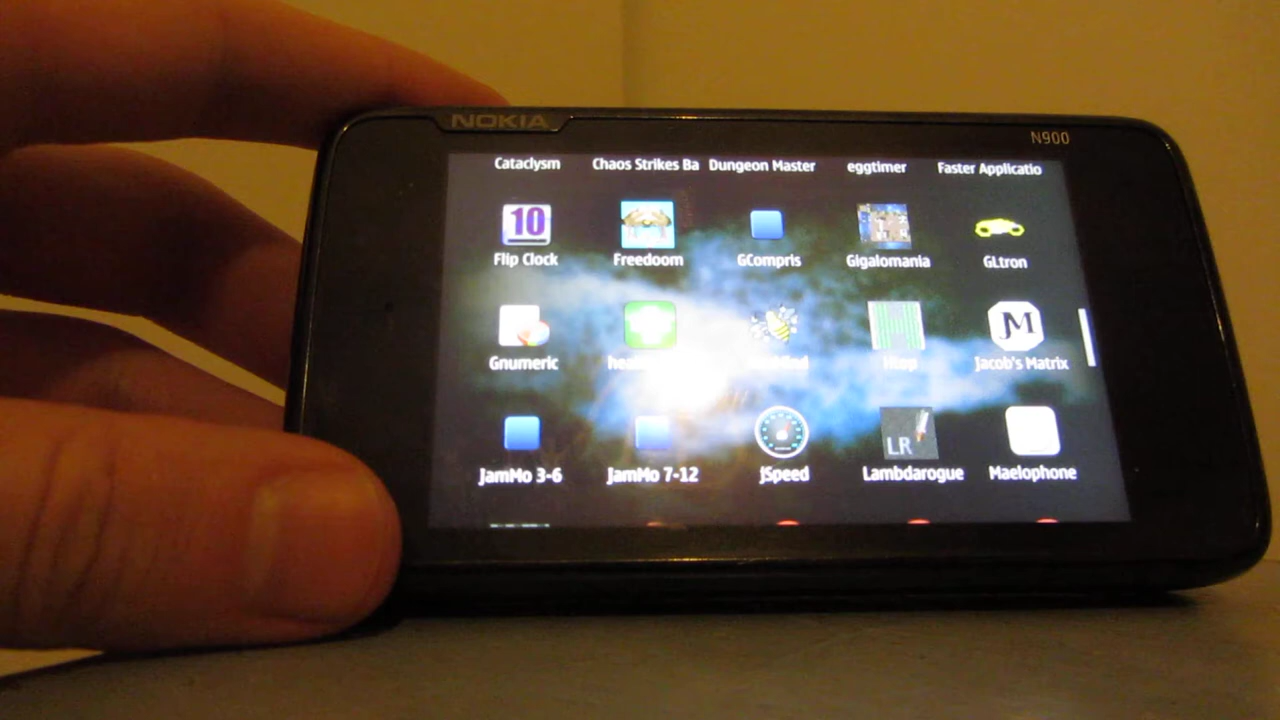 NOKIA
N900
Cataclysm Chaos Strikes Ba Dungeon Master eggtimer Faster Applicatio
10
Flip Clock Freedoom GCompris Gigalomania GLtron
M
Gnumeric Htop Jacob's Matrix
LR
JamMo 3-6 JamMo 7-12 jSpeed Lambdarogue Maelophone